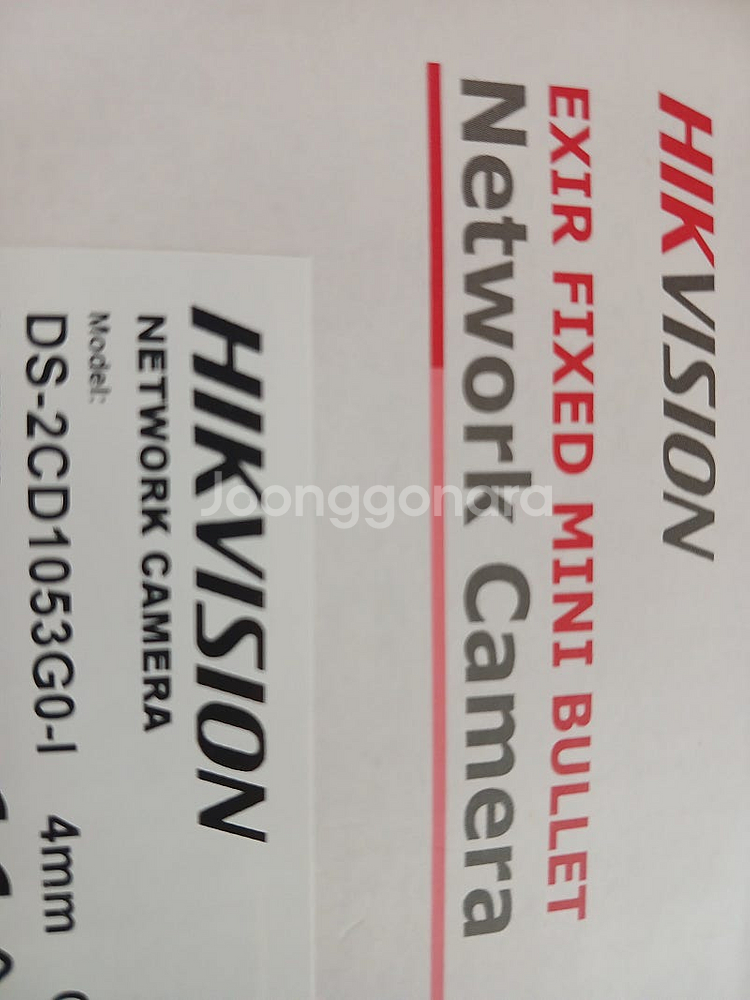 HIKVISION
EXIR FIXED MINI BULLET
Network Camera
HIKVISION
NETWORK CAMERA
Model:
DS-2CD1053G0-I 4mm
Joonggonara